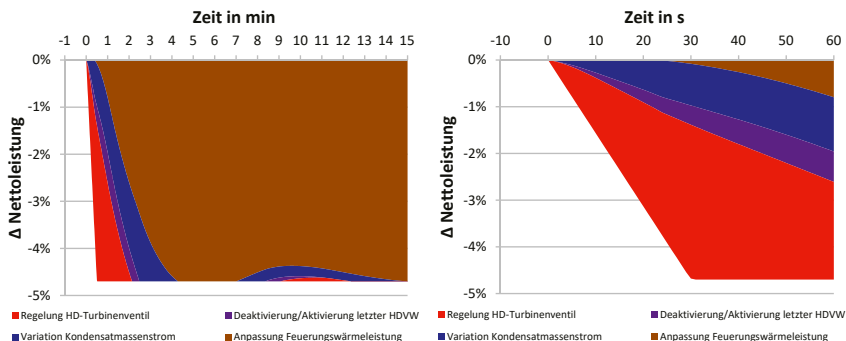 Zeit in min
-1 0 1 2 3 4 5 6 7 8 9 10 11 12 13 14 15
0%
-1%
-2%
-3%
-4%
-5%
Δ Nettoleistung
Regelung HD-Turbinenventil
Deaktivierung/Aktivierung letzter HDVW
Variation Kondensatmassenstrom
Anpassung Feuerungswärmeleistung
Zeit in s
-10 0 10 20 30 40 50 60
0%
-1%
-2%
-3%
-4%
-5%
Δ Nettoleistung
Regelung HD-Turbinenventil
Deaktivierung/Aktivierung letzter HDVW
Variation Kondensatmassenstrom
Anpassung Feuerungswärmeleistung